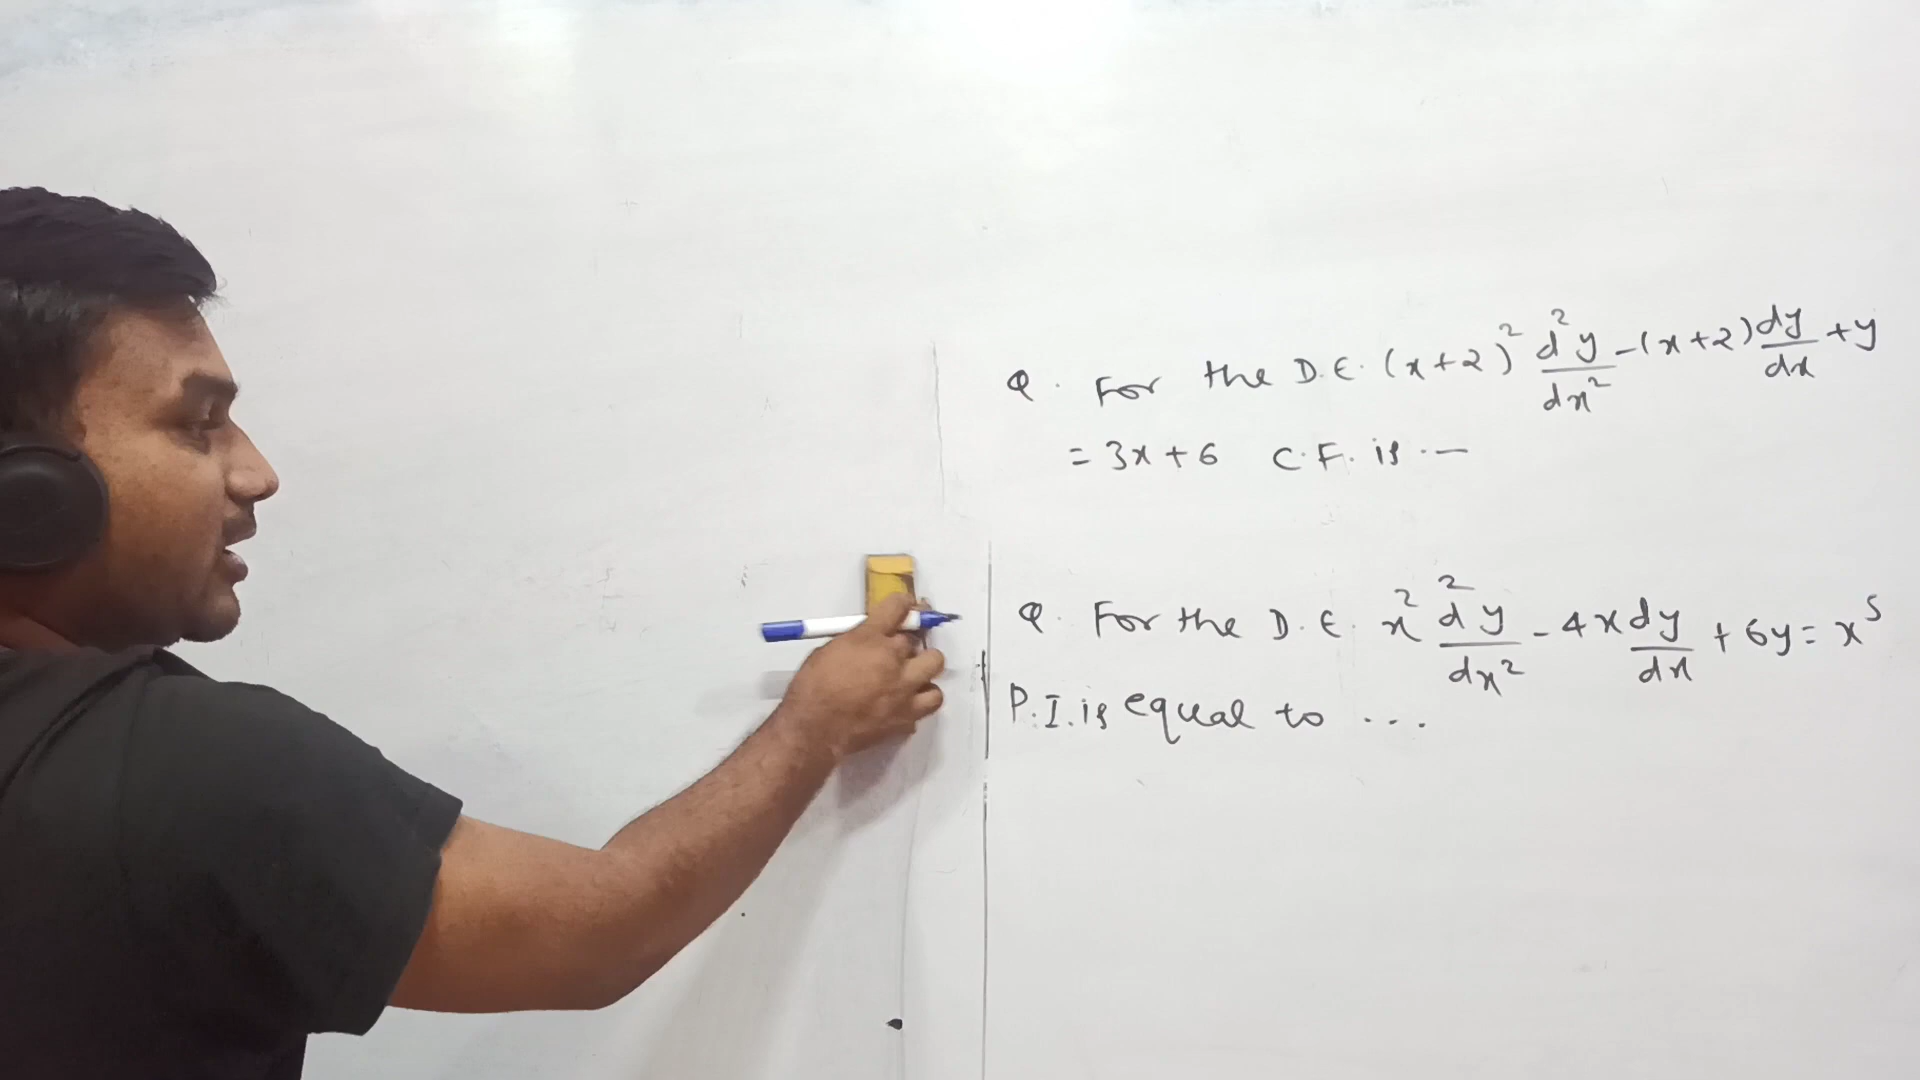 Q. For the D.E. (x+2)² d²y/dx² - (x+2) dy/dx + y
= 3x + 6 C.F. is ·—
Q. For the D.E. x² d²y/dx² - 4x dy/dx + 6y = x⁵
P.I. is equal to ...